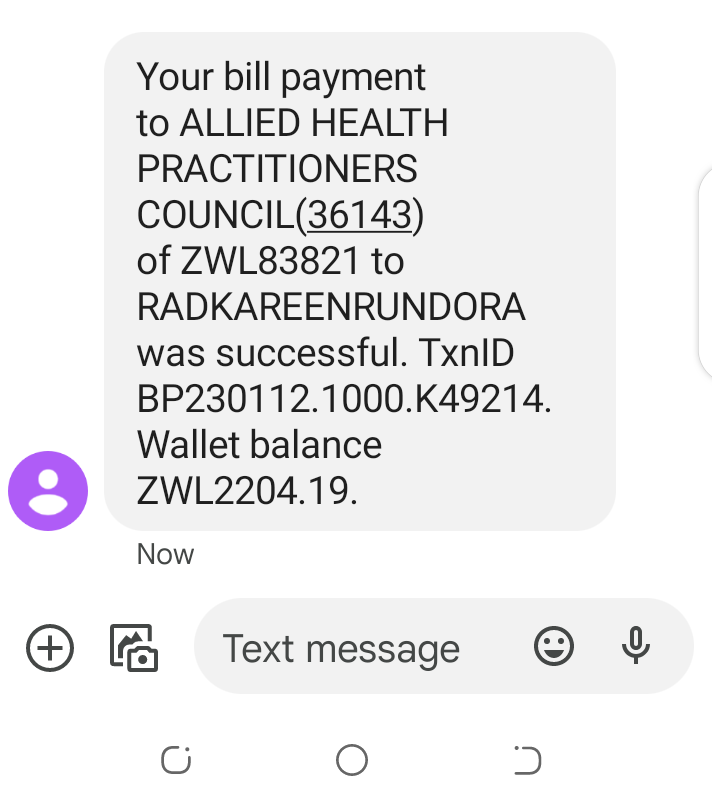 Your bill payment
to ALLIED HEALTH
PRACTITIONERS
COUNCIL(36143)
of ZWL83821 to
RADKAREENRUNDORA
was successful. TxnID
BP230112.1000.K49214.
Wallet balance
ZWL2204.19.
Now
Text message